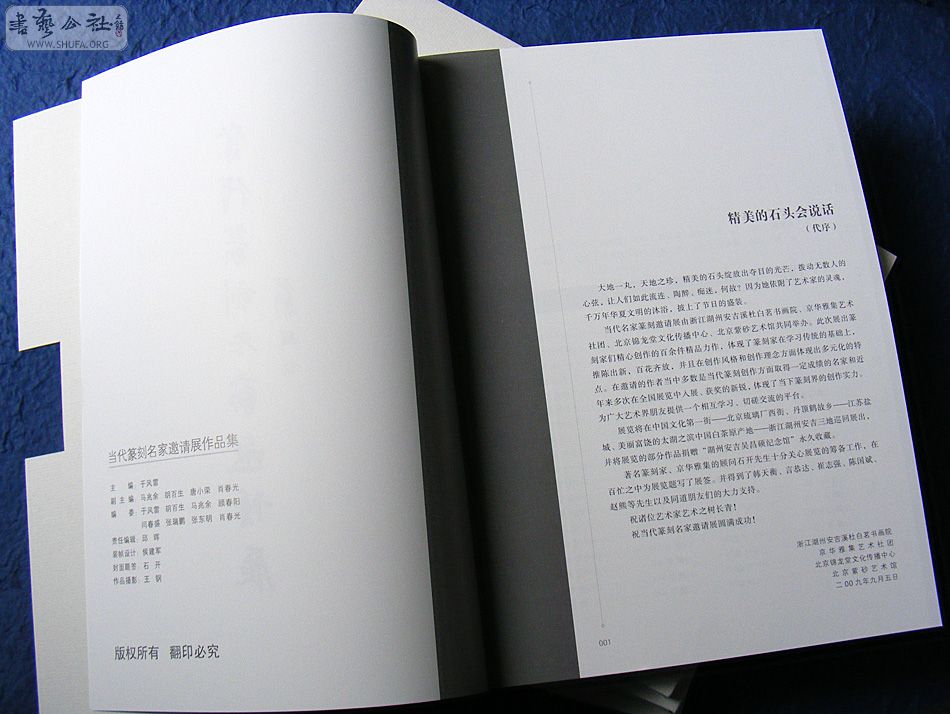 書藝公社
WWW.SHUFA.ORG
当代篆刻名家邀请展作品集
主　编　于风雷
副主编　马兆余　胡百生　唐小荣　肖春光
编　委　于风雷　胡百生　马兆余　顾春阳
闫春盛　张瑞鹏　张东明　肖春光
责任编辑　邱　晖
装帧设计　侯建军
封面题签　石　开
作品摄影　王　钢
版权所有　翻印必究
精美的石头会说话
（代序）
大地一丸，天地之珍，精美的石头绽放出夺目的光芒，拨动无数人的
心弦，让人们如此流连、陶醉、痴迷，何故？因为她依附了艺术家的灵魂，
千万年华夏文明的沐浴，披上了节日的盛装。
当代名家篆刻邀请展由浙江湖州安吉溪杜白茗书画院、京华雅集艺术
社团、北京锦龙堂文化传播中心、北京紫砂艺术馆共同举办。此次展出篆
刻家们精心创作的百余件精品力作，体现了篆刻家在学习传统的基础上，
推陈出新，百花齐放，并且在创作风格和创作理念方面体现出多元化的特
点。在邀请的作者当中多数是当代篆刻创作方面取得一定成绩的名家和近
年来多次在全国展览中入展、获奖的新锐，体现了当下篆刻界的创作实力。
为广大艺术界朋友提供一个相互学习、切磋交流的平台。
展览将在中国文化第一街——北京琉璃厂西街、丹顶鹤故乡——江苏盐
城、美丽富饶的太湖之滨中国白茶原产地——浙江湖州安吉三地巡回展出，
并将展览的部分作品捐赠“湖州安吉吴昌硕纪念馆”永久收藏。
著名篆刻家、京华雅集的顾问石开先生十分关心展览的筹备工作，在
百忙之中为展览题写了展签。并得到了韩天衡、言恭达、崔志强、陈国斌、
赵熊等先生以及同道朋友们的大力支持。
祝诸位艺术家艺术之树长青！
祝当代篆刻名家邀请展圆满成功！
浙江湖州安吉溪杜白茗书画院
京华雅集艺术社团
北京锦龙堂文化传播中心
北京紫砂艺术馆
二00九年九月五日
001